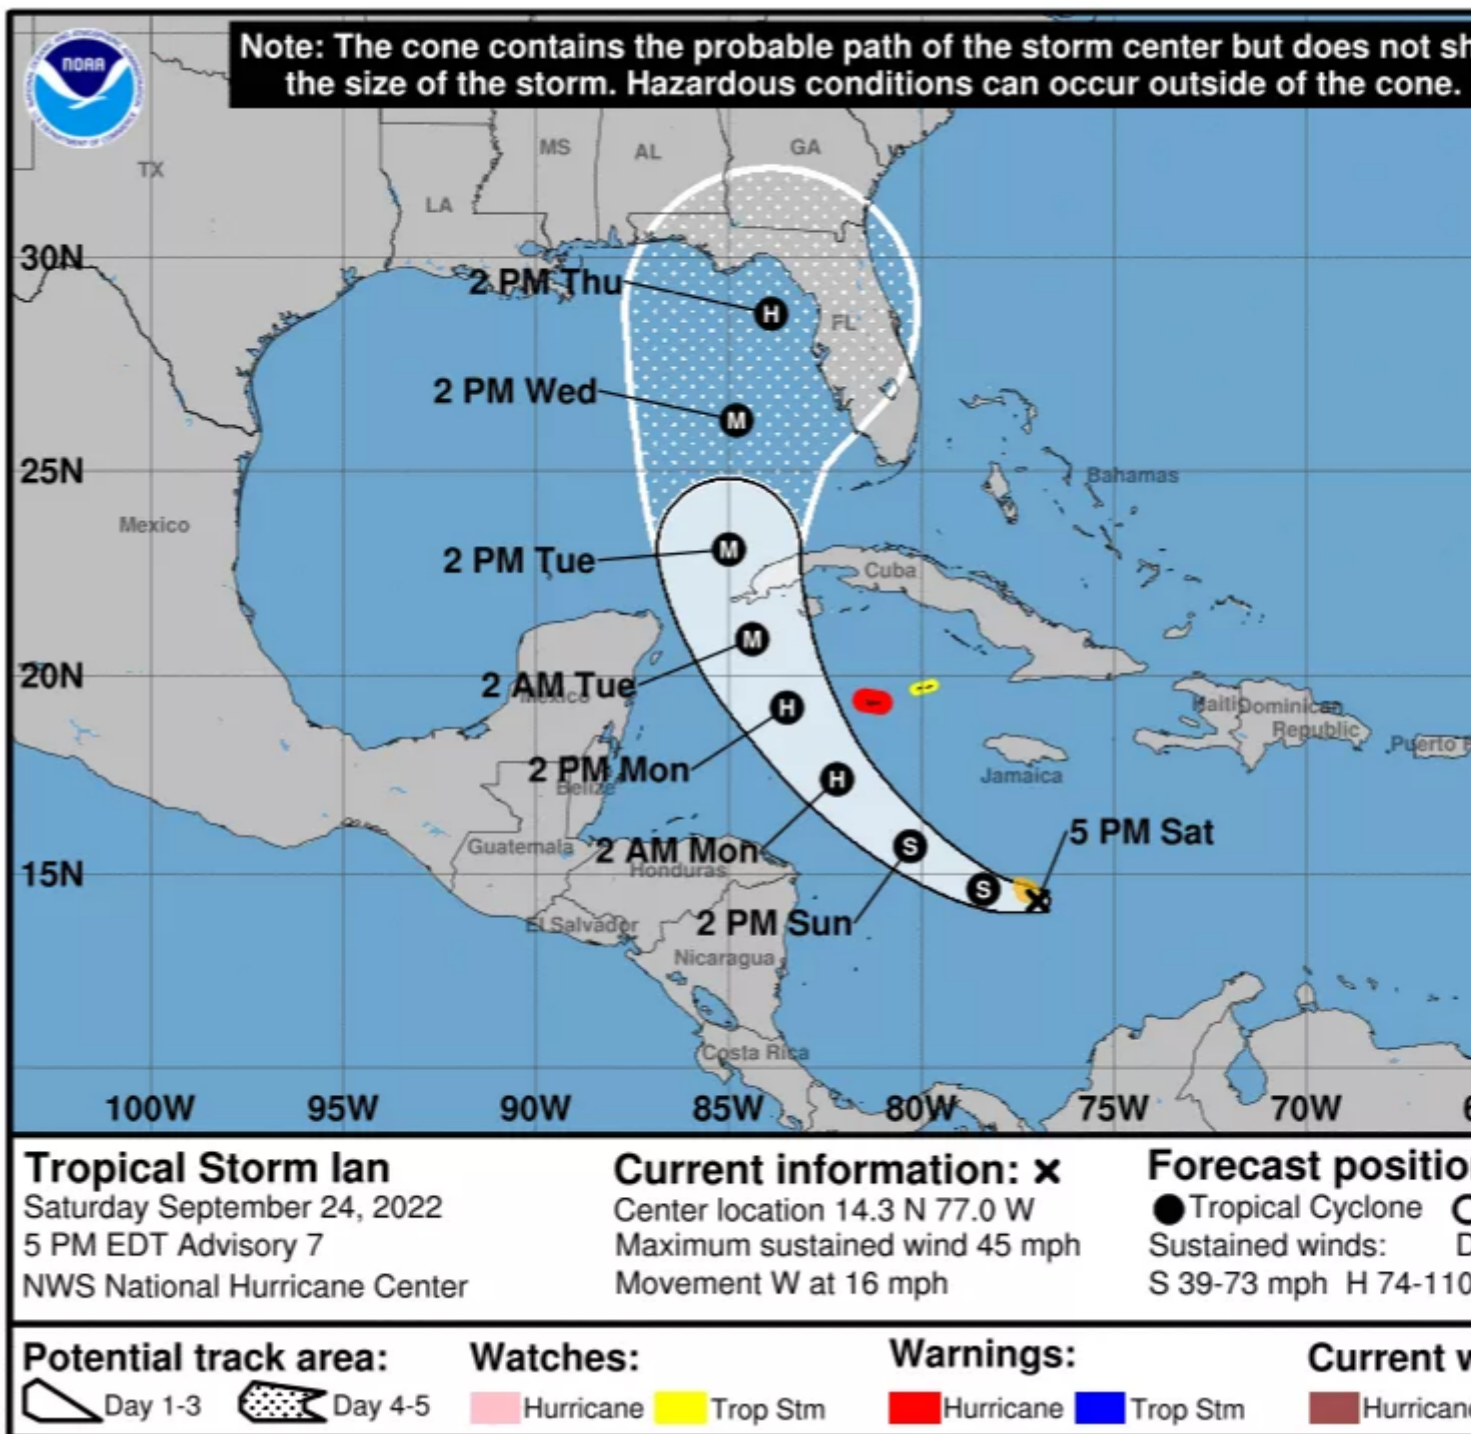 NOAA
Note: The cone contains the probable path of the storm center but does not sh
the size of the storm. Hazardous conditions can occur outside of the cone.
TX
LA
MS
AL
GA
30N
2 PM Thu
FL
2 PM Wed
25N
Bahamas
Mexico
2 PM Tue
Cuba
20N
2 AM Tue
Mexico
Haiti
Dominican
Republic
Puerto
2 PM Mon
Belize
Jamaica
Guatemala
2 AM Mon
Honduras
5 PM Sat
15N
El Salvador
2 PM Sun
Nicaragua
Costa Rica
H
M
M
M
H
H
S
S
100W 95W 90W 85W 80W 75W 70W 6
Tropical Storm Ian
Saturday September 24, 2022
5 PM EDT Advisory 7
NWS National Hurricane Center
Current information: x
Center location 14.3 N 77.0 W
Maximum sustained wind 45 mph
Movement W at 16 mph
Forecast positio
Tropical Cyclone
Sustained winds: D
S 39-73 mph H 74-110
Potential track area:
Day 1-3 Day 4-5
Watches:
Hurricane Trop Stm
Warnings:
Hurricane Trop Stm
Current w
Hurricane